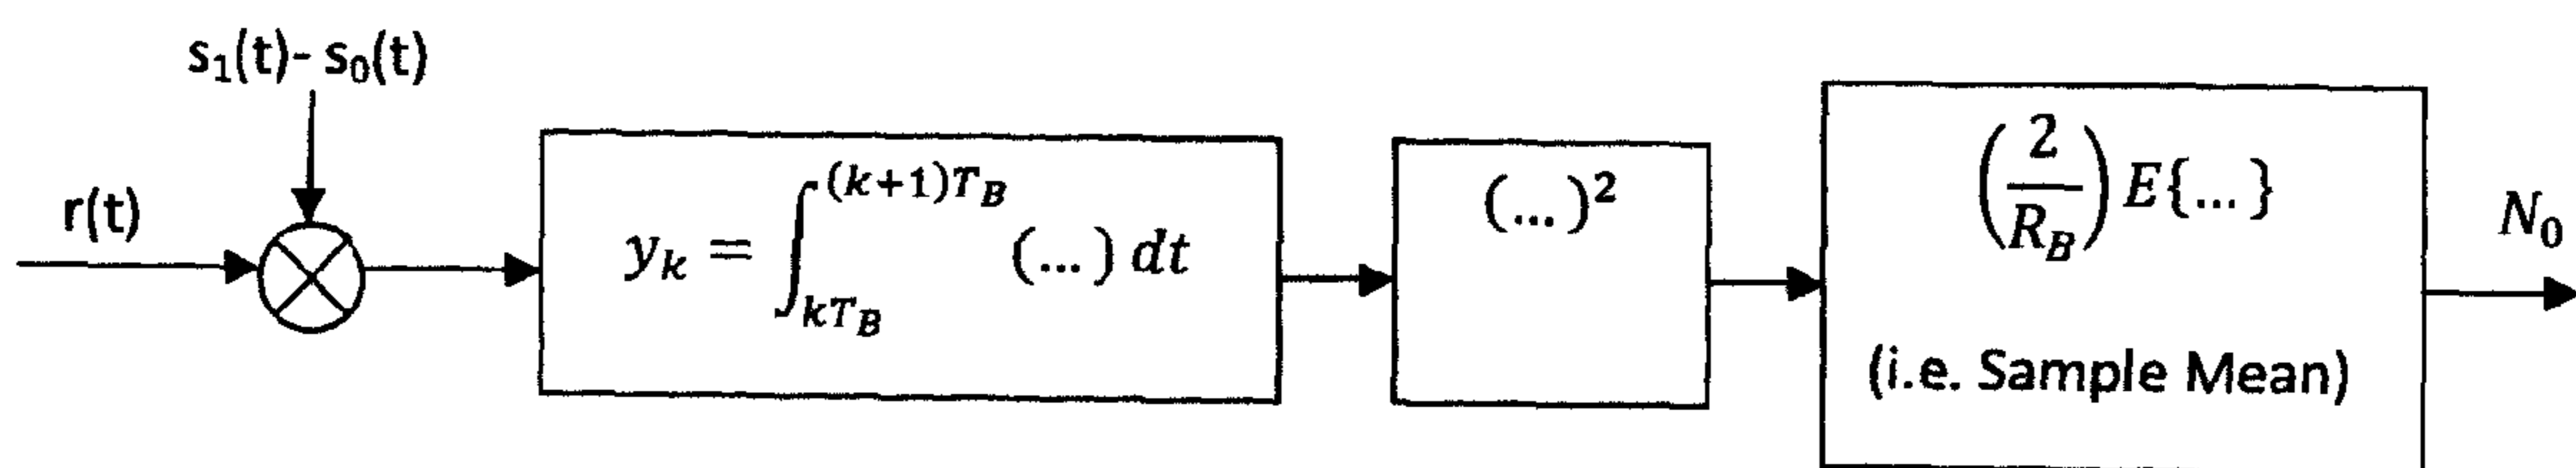 s₁(t)- s₀(t)
r(t)
y_k = ∫_{kT_B}^{(k+1)T_B} (...) dt
(...)²
(2/R_B) E{...}
(i.e. Sample Mean)
N₀